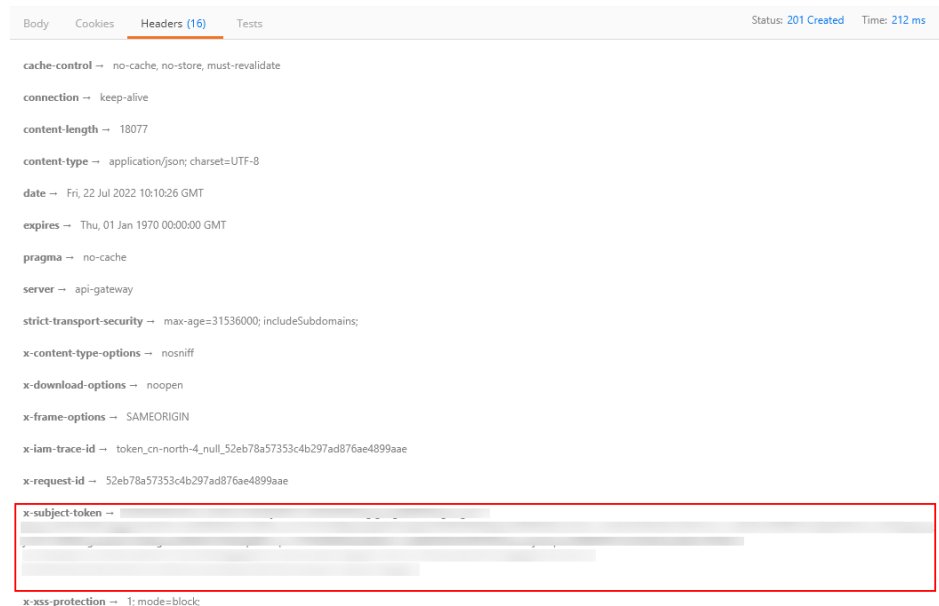 Body Cookies Headers (16) Tests Status: 201 Created Time: 212 ms
cache-control → no-cache, no-store, must-revalidate
connection → keep-alive
content-length → 18077
content-type → application/json; charset=UTF-8
date → Fri, 22 Jul 2022 10:10:26 GMT
expires → Thu, 01 Jan 1970 00:00:00 GMT
pragma → no-cache
server → api-gateway
strict-transport-security → max-age=31536000; includeSubdomains;
x-content-type-options → nosniff
x-download-options → noopen
x-frame-options → SAMEORIGIN
x-iam-trace-id → token_cn-north-4_null_52eb78a57353c4b297ad876ae4899aae
x-request-id → 52eb78a57353c4b297ad876ae4899aae
x-subject-token →
x-xss-protection → 1; mode=block;